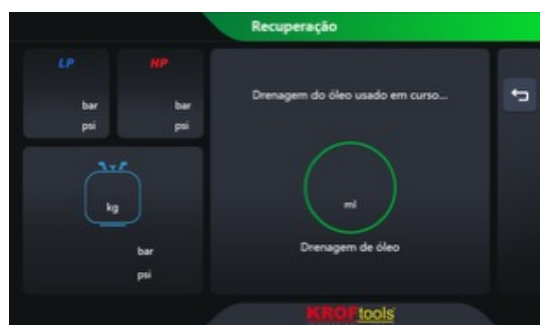 Recuperação
LP HP
bar bar
psi psi
Drenagem do óleo usado em curso...
kg
ml
bar
psi
Drenagem de óleo
KROFtools